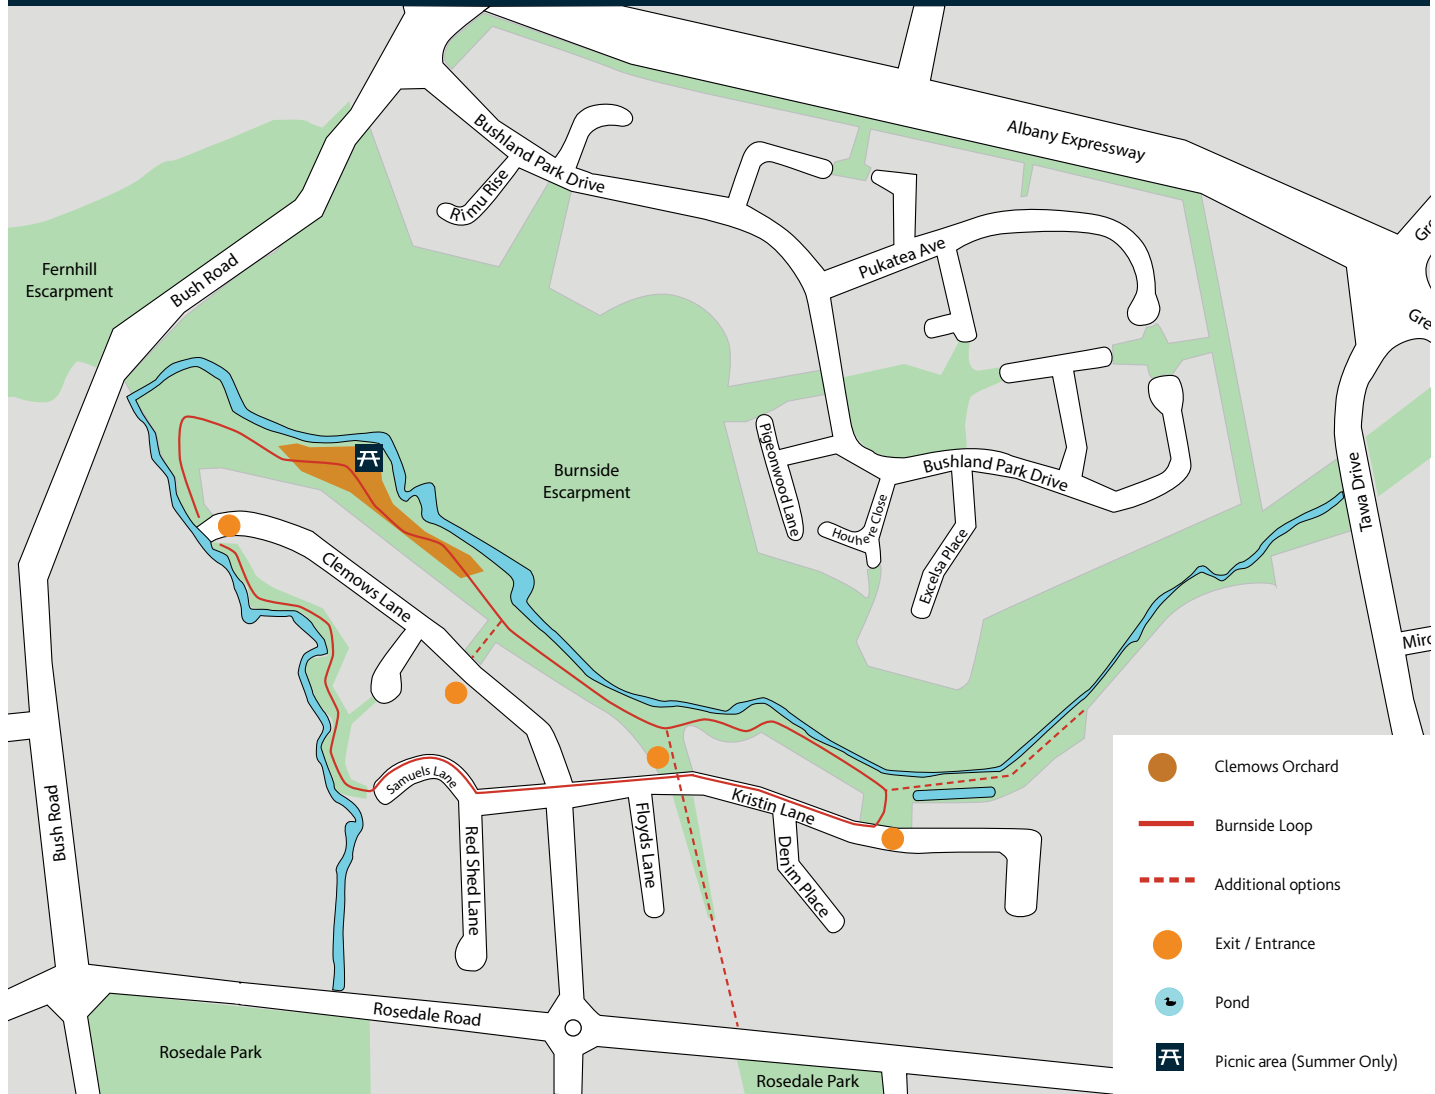 Albany Expressway
Bushland Park Drive
Rimu Rise
Pukatea Ave
Gre
Gre
Fernhill
Escarpment
Bush Road
Burnside
Escarpment
Pigeonwood Lane
Houhere Close
Bushland Park Drive
Excelsa Place
Tawa Drive
Clemows Lane
Miro
Samuels Lane
Kristin Lane
Red Shed Lane
Floyds Lane
Denim Place
Bush Road
Rosedale Road
Rosedale Park
Rosedale Park
Clemows Orchard
Burnside Loop
Additional options
Exit / Entrance
Pond
Picnic area (Summer Only)